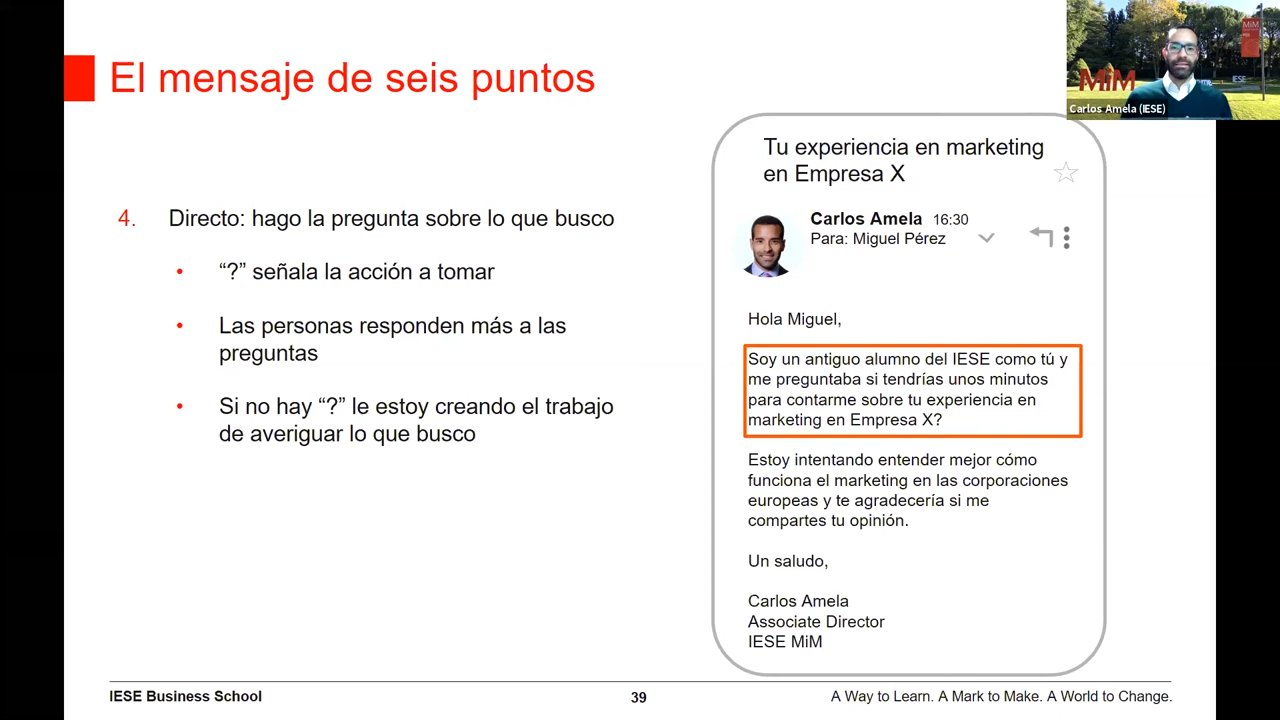 El mensaje de seis puntos
4. Directo: hago la pregunta sobre lo que busco
• “?” señala la acción a tomar
• Las personas responden más a las
preguntas
• Si no hay “?” le estoy creando el trabajo
de averiguar lo que busco
Tu experiencia en marketing
en Empresa X
Carlos Amela 16:30
Para: Miguel Pérez
Hola Miguel,
Soy un antiguo alumno del IESE como tú y
me preguntaba si tendrías unos minutos
para contarme sobre tu experiencia en
marketing en Empresa X?
Estoy intentando entender mejor cómo
funciona el marketing en las corporaciones
europeas y te agradecería si me
compartes tu opinión.
Un saludo,
Carlos Amela
Associate Director
IESE MiM
IESE Business School
39
A Way to Learn. A Mark to Make. A World to Change.
MiM
MiM
IESE
Carlos Amela (IESE)